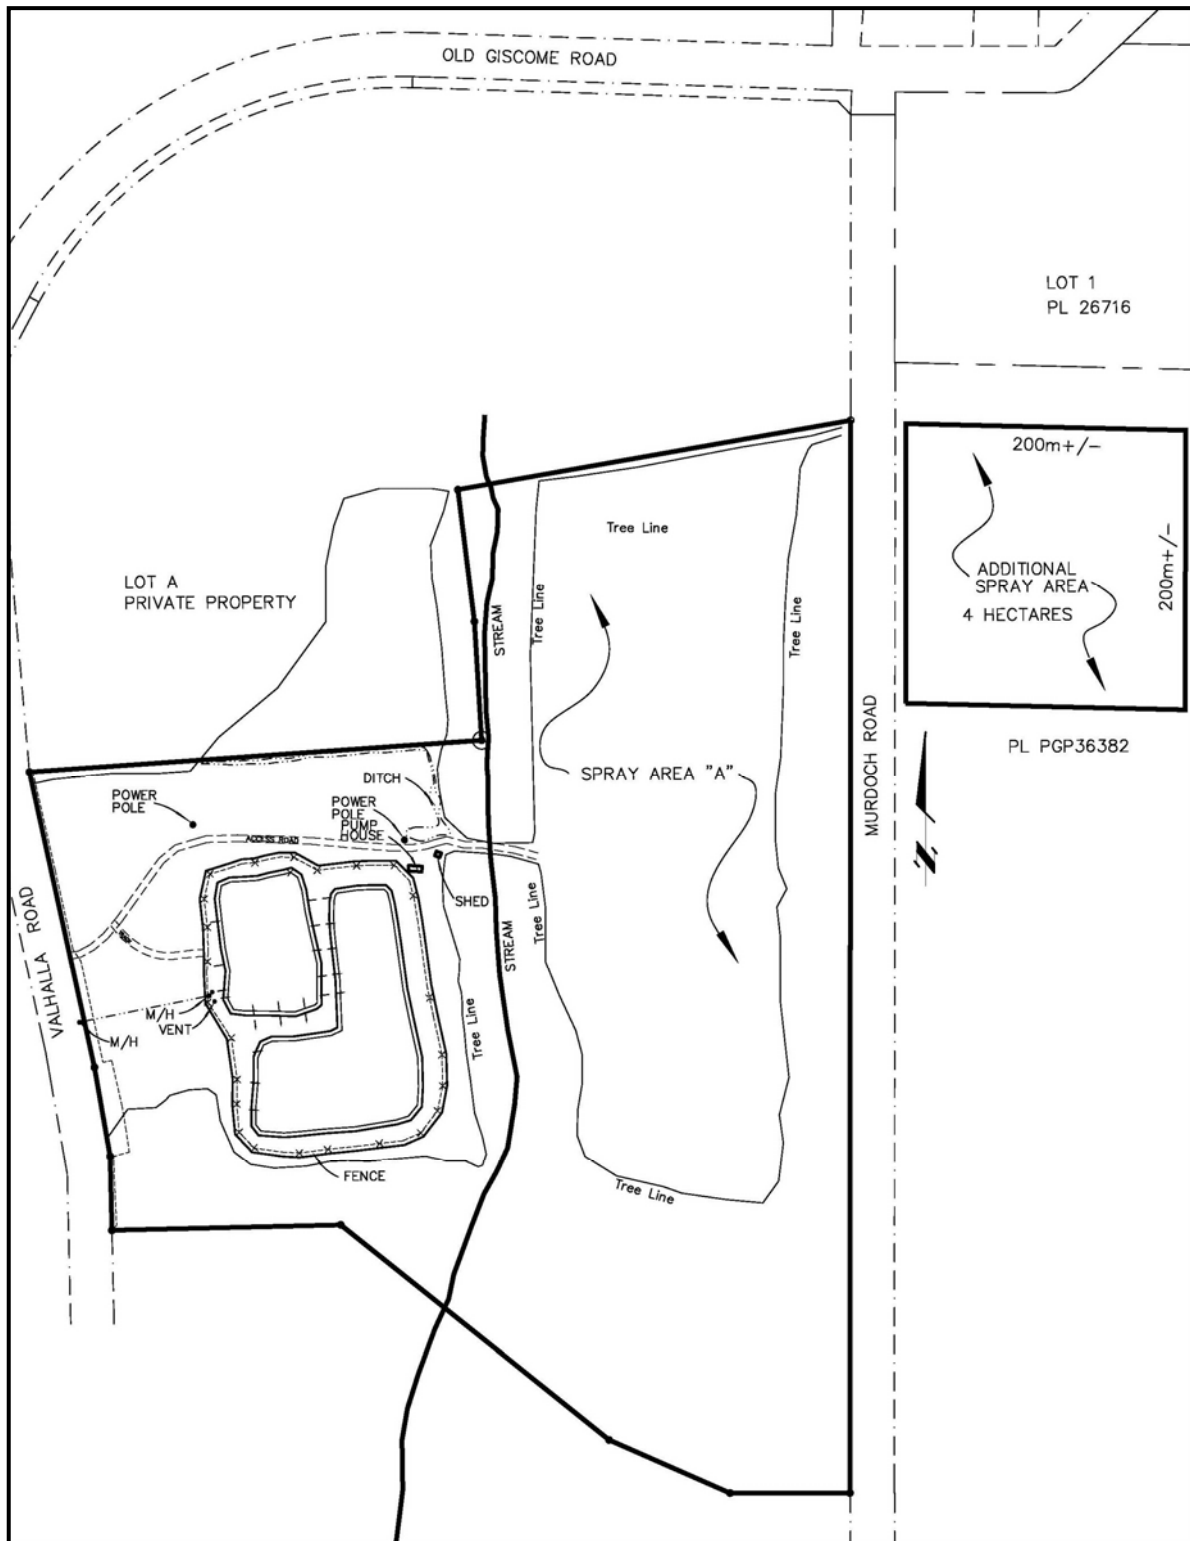 OLD GISCOME ROAD
LOT 1
PL 26716
200m+/-
Tree Line
ADDITIONAL
SPRAY AREA
4 HECTARES
200m+/-
LOT A
PRIVATE PROPERTY
STREAM
Tree Line
Tree Line
MURDOCH ROAD
PL PGP36382
SPRAY AREA "A"
DITCH
POWER
POLE
POWER
POLE
PUMP
HOUSE
ACCESS ROAD
SHED
VALHALLA ROAD
Tree Line
STREAM
M/H
VENT
M/H
Tree Line
FENCE
Tree Line
N